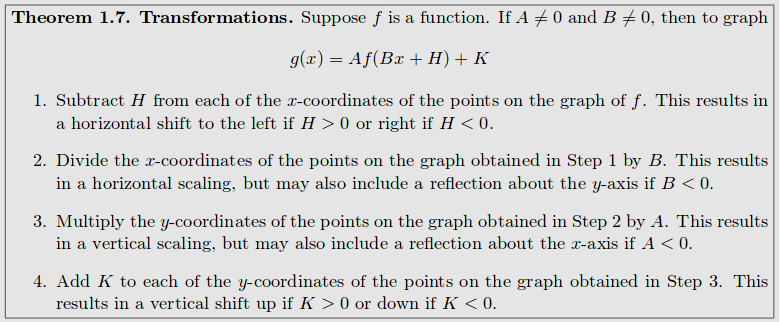 Theorem 1.7. Transformations. Suppose f is a function. If A ≠ 0 and B ≠ 0, then to graph
g(x) = Af(Bx + H) + K
1. Subtract H from each of the x-coordinates of the points on the graph of f. This results in
a horizontal shift to the left if H > 0 or right if H < 0.
2. Divide the x-coordinates of the points on the graph obtained in Step 1 by B. This results
in a horizontal scaling, but may also include a reflection about the y-axis if B < 0.
3. Multiply the y-coordinates of the points on the graph obtained in Step 2 by A. This results
in a vertical scaling, but may also include a reflection about the x-axis if A < 0.
4. Add K to each of the y-coordinates of the points on the graph obtained in Step 3. This
results in a vertical shift up if K > 0 or down if K < 0.